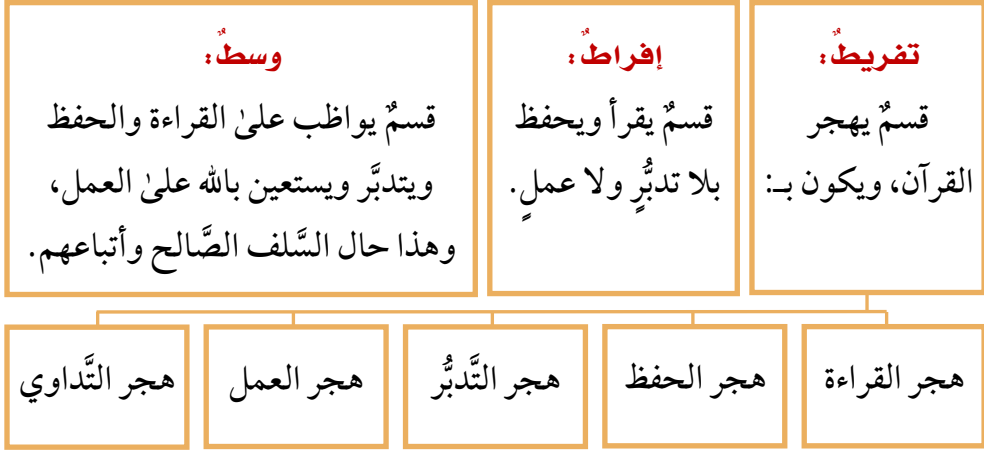 تفريطٌ:
قسمٌ يهجر
القرآن، ويكون بـ:
إفراطٌ:
قسمٌ يقرأ ويحفظ
بلا تدبُّرٍ ولا عملٍ.
وسطٌ:
قسمٌ يواظب علىٰ القراءة والحفظ
ويتدبَّر ويستعين بالله علىٰ العمل،
وهذا حال السَّلف الصَّالح وأتباعهم.
هجر القراءة
هجر الحفظ
هجر التَّدبُّر
هجر العمل
هجر التَّداوي